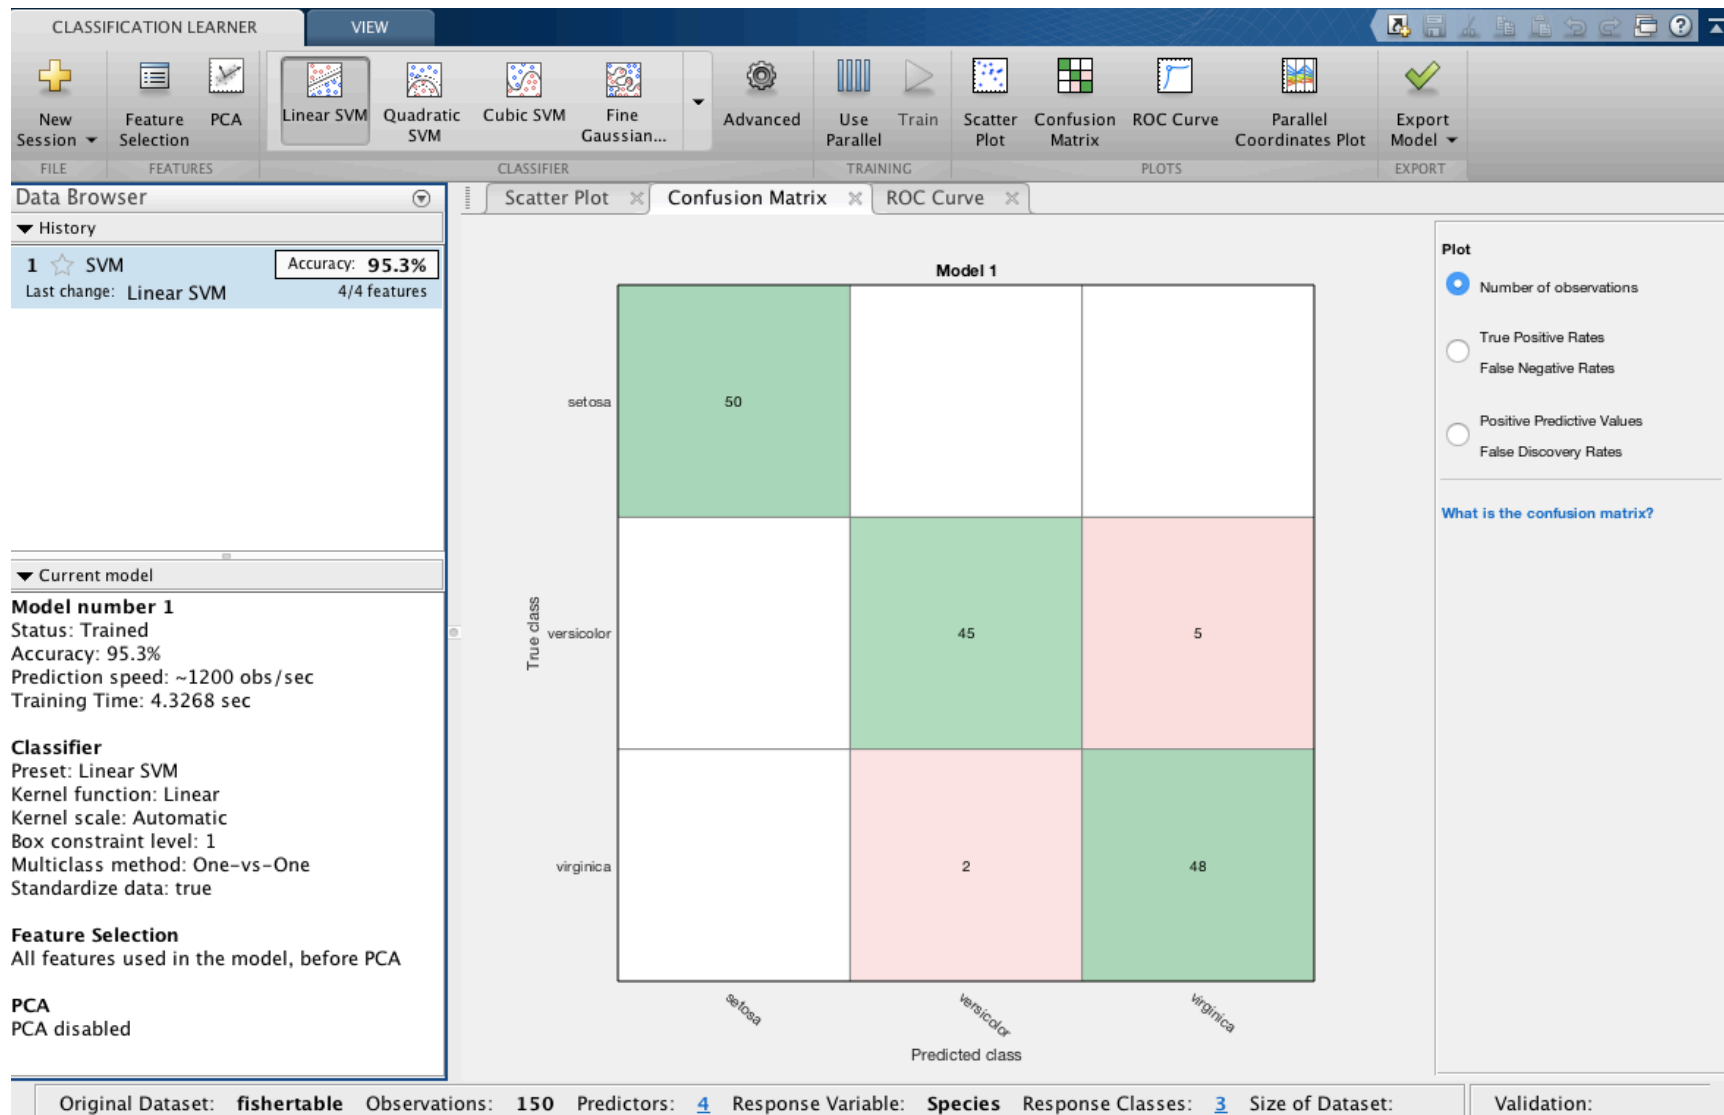 CLASSIFICATION LEARNER
VIEW
New Session
Feature Selection
PCA
Linear SVM
Quadratic SVM
Cubic SVM
Fine Gaussian...
Advanced
Use Parallel
Train
Scatter Plot
Confusion Matrix
ROC Curve
Parallel Coordinates Plot
Export Model
FILE
FEATURES
CLASSIFIER
TRAINING
PLOTS
EXPORT
Data Browser
History
1 SVM Accuracy: 95.3%
Last change: Linear SVM 4/4 features
Current model
Model number 1
Status: Trained
Accuracy: 95.3%
Prediction speed: ~1200 obs/sec
Training Time: 4.3268 sec
Classifier
Preset: Linear SVM
Kernel function: Linear
Kernel scale: Automatic
Box constraint level: 1
Multiclass method: One-vs-One
Standardize data: true
Feature Selection
All features used in the model, before PCA
PCA
PCA disabled
Scatter Plot
Confusion Matrix
ROC Curve
Model 1
True class
setosa 50
versicolor 45 5
virginica 2 48
setosa versicolor virginica
Predicted class
Plot
Number of observations
True Positive Rates
False Negative Rates
Positive Predictive Values
False Discovery Rates
What is the confusion matrix?
Original Dataset: fishertable Observations: 150 Predictors: 4 Response Variable: Species Response Classes: 3 Size of Dataset: Validation: